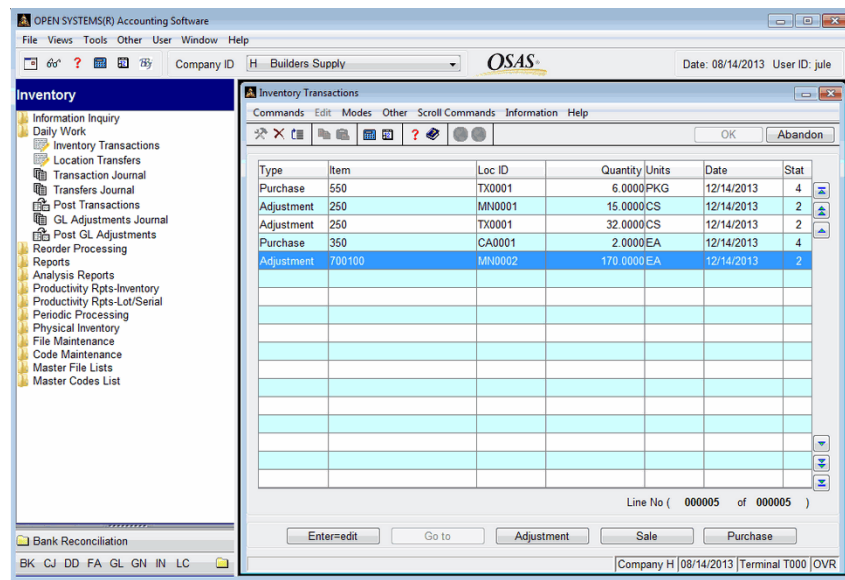 OPEN SYSTEMS(R) Accounting Software
File Views Tools Other User Window Help
Company ID H Builders Supply OSAS Date: 08/14/2013 User ID: jule
Inventory
Information Inquiry
Daily Work
Inventory Transactions
Location Transfers
Transaction Journal
Transfers Journal
Post Transactions
GL Adjustments Journal
Post GL Adjustments
Reorder Processing
Reports
Analysis Reports
Productivity Rpts-Inventory
Productivity Rpts-Lot/Serial
Periodic Processing
Physical Inventory
File Maintenance
Code Maintenance
Master File Lists
Master Codes List
Bank Reconciliation
BK CJ DD FA GL GN IN LC
Inventory Transactions
Commands Edit Modes Other Scroll Commands Information Help
OK Abandon
Type Item Loc ID Quantity Units Date Stat
Purchase 550 TX0001 6.0000 PKG 12/14/2013 4
Adjustment 250 MN0001 15.0000 CS 12/14/2013 2
Adjustment 250 TX0001 32.0000 CS 12/14/2013 2
Purchase 350 CA0001 2.0000 EA 12/14/2013 4
Adjustment 700100 MN0002 170.0000 EA 12/14/2013 2
Line No ( 000005 of 000005 )
Enter=edit Go to Adjustment Sale Purchase
Company H 08/14/2013 Terminal T000 OVR